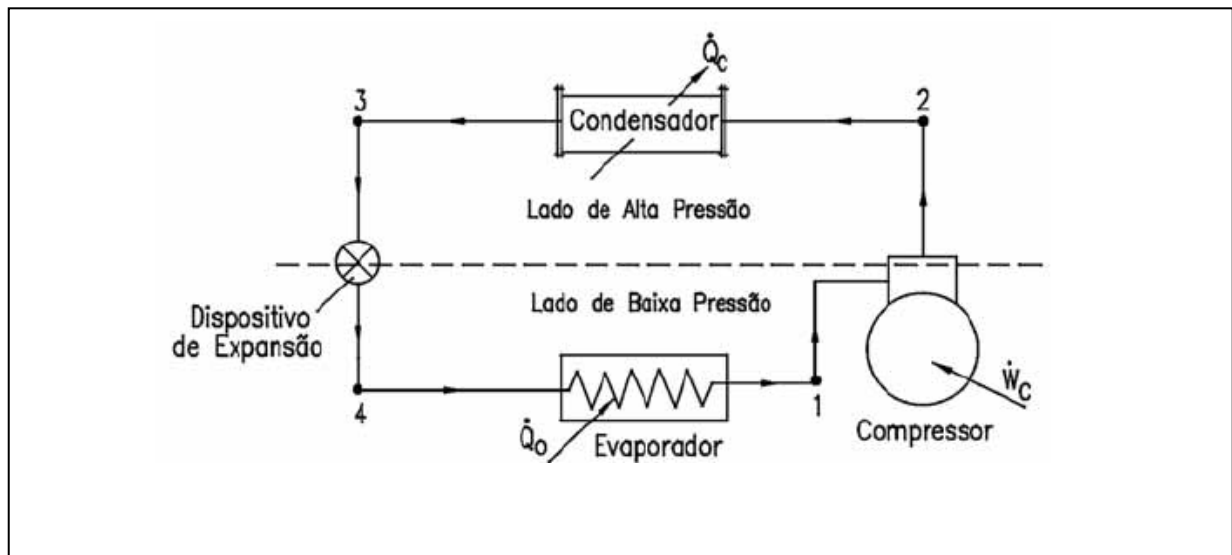 Q̇c
3
Condensador
2
Lado de Alta Pressão
Lado de Baixa Pressão
Dispositivo
de Expansão
4
Q̇o
Evaporador
1
Ẇc
Compressor